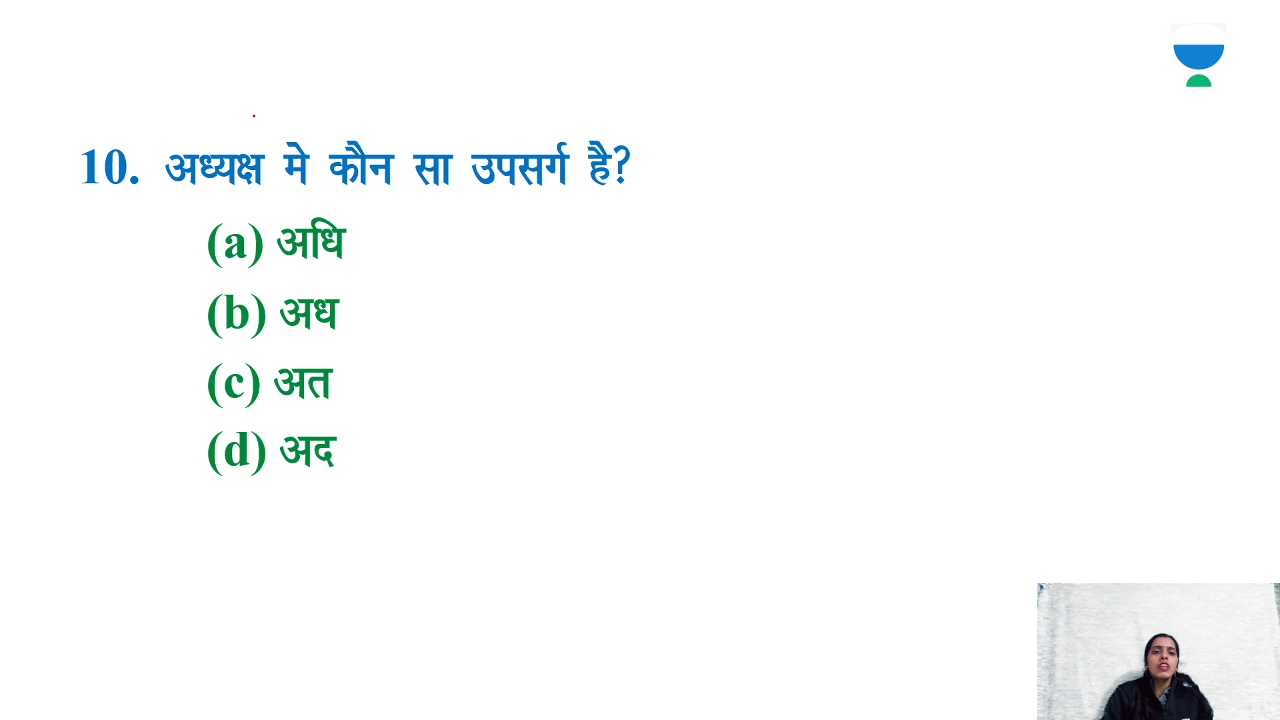 10. अध्यक्ष मे कौन सा उपसर्ग है?
(a) अधि
(b) अध
(c) अत
(d) अद